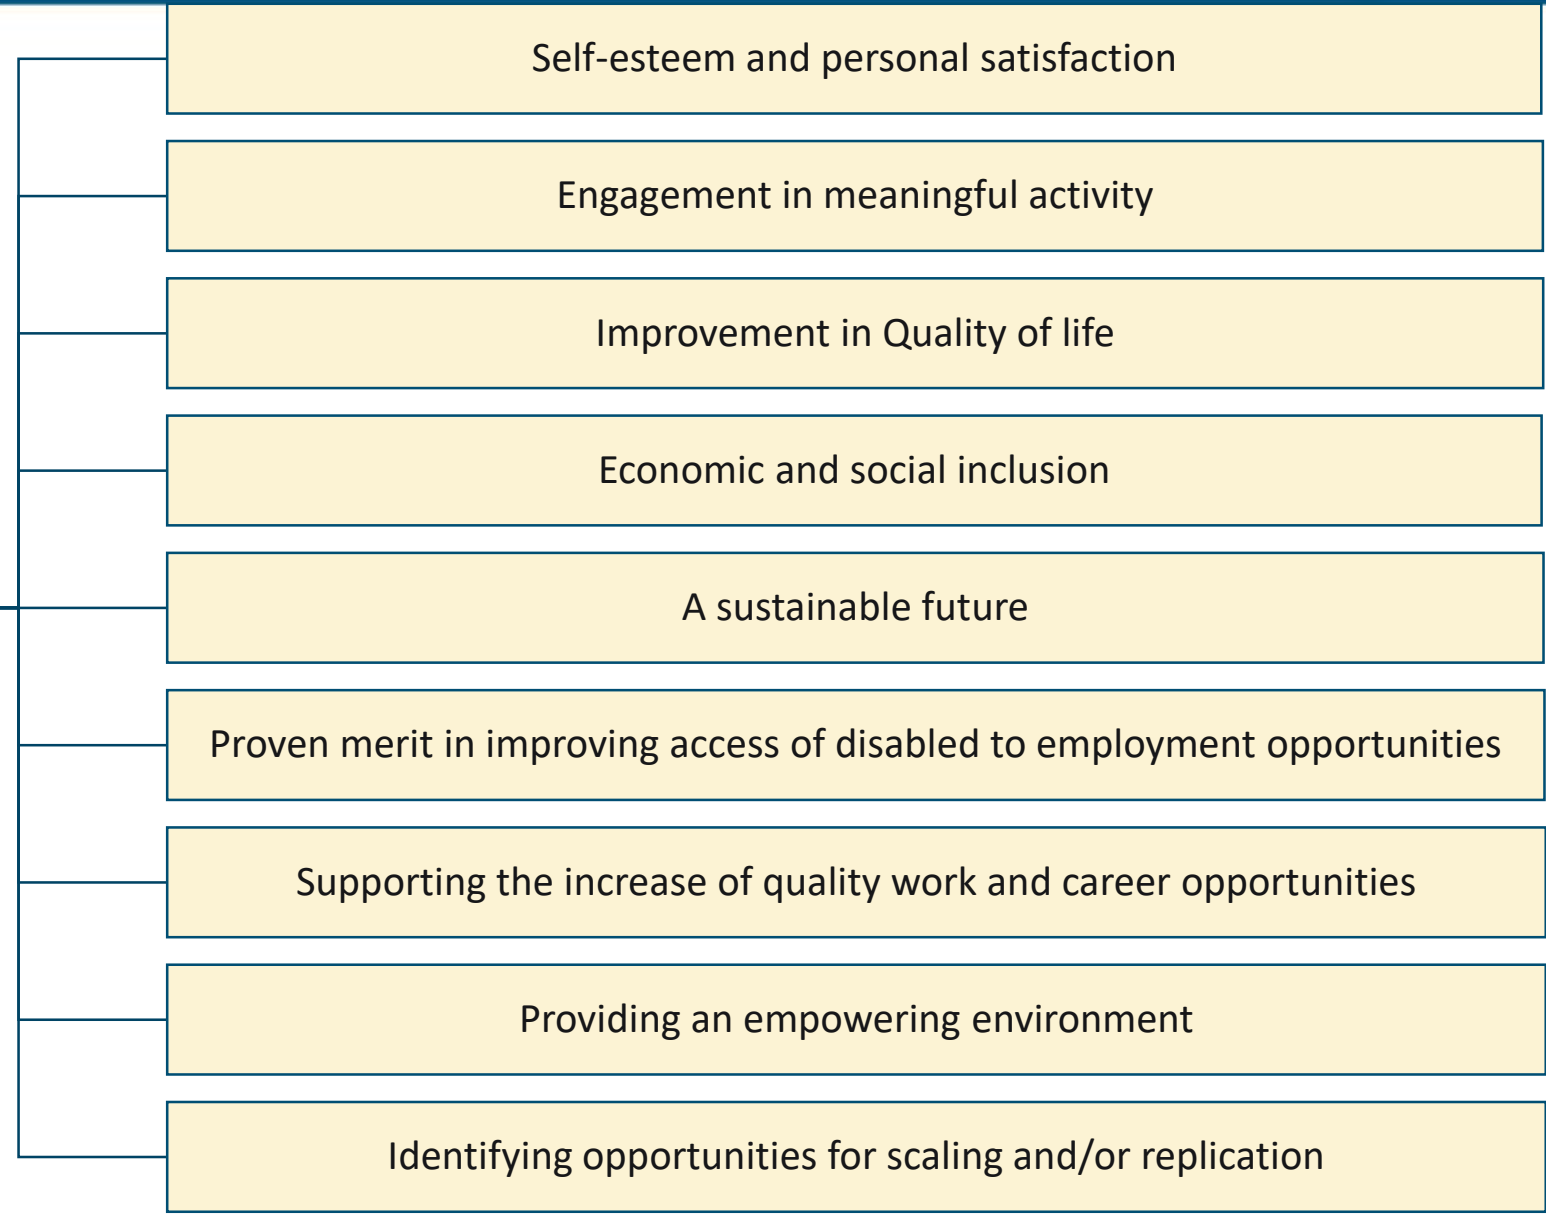 Self-esteem and personal satisfaction
Engagement in meaningful activity
Improvement in Quality of life
Economic and social inclusion
A sustainable future
Proven merit in improving access of disabled to employment opportunities
Supporting the increase of quality work and career opportunities
Providing an empowering environment
Identifying opportunities for scaling and/or replication